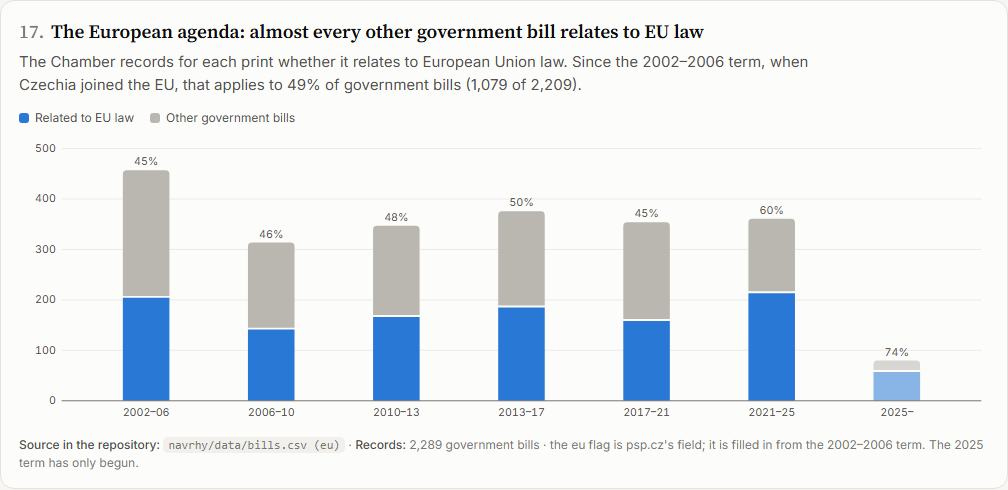 17. The European agenda: almost every other government bill relates to EU law
The Chamber records for each print whether it relates to European Union law. Since the 2002–2006 term, when
Czechia joined the EU, that applies to 49% of government bills (1,079 of 2,209).
Related to EU law Other government bills
500
400
300
200
100
0
45%
46%
48%
50%
45%
60%
74%
2002–06 2006–10 2010–13 2013–17 2017–21 2021–25 2025–
Source in the repository: navrhy/data/bills.csv (eu) · Records: 2,289 government bills · the eu flag is psp.cz's field; it is filled in from the 2002–2006 term. The 2025
term has only begun.